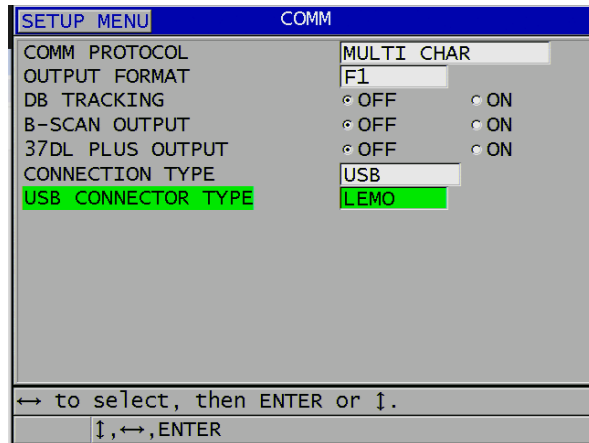 SETUP MENU COMM
COMM PROTOCOL MULTI CHAR
OUTPUT FORMAT F1
DB TRACKING OFF ON
B-SCAN OUTPUT OFF ON
37DL PLUS OUTPUT OFF ON
CONNECTION TYPE USB
USB CONNECTOR TYPE LEMO
↔ to select, then ENTER or ↕.
↕,↔,ENTER